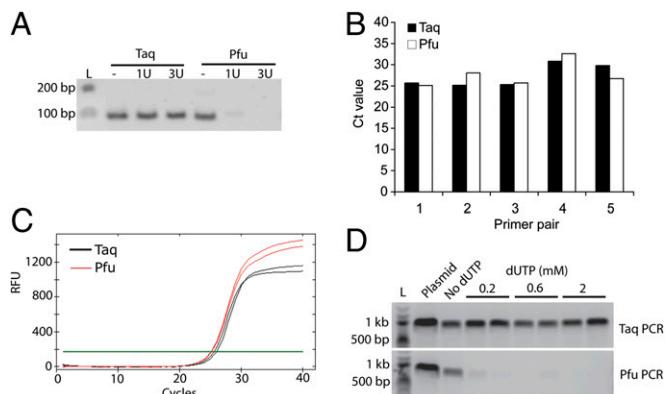 A
Taq Pfu
L - 1U 3U - 1U 3U
200 bp
100 bp
B
Taq
Pfu
Ct value
40
35
30
25
20
15
10
5
0
1 2 3 4 5
Primer pair
C
Taq
Pfu
RFU
1200
800
400
0
0 10 20 30 40
Cycles
D
L Plasmid No dUTP dUTP (mM)
0.2 0.6 2
1 kb
500 bp
Taq PCR
1 kb
500 bp
Pfu PCR